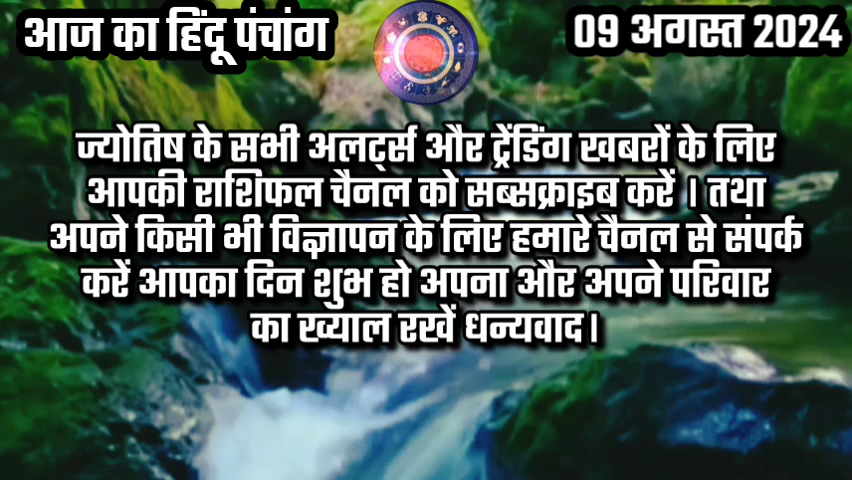 आज का हिंदू पंचांग
09 अगस्त 2024
ज्योतिष के सभी अलर्ट्स और ट्रेंडिंग खबरों के लिए
आपकी राशिफल चैनल को सब्सक्राइब करें । तथा
अपने किसी भी विज्ञापन के लिए हमारे चैनल से संपर्क
करें आपका दिन शुभ हो अपना और अपने परिवार
का ख्याल रखें धन्यवाद।